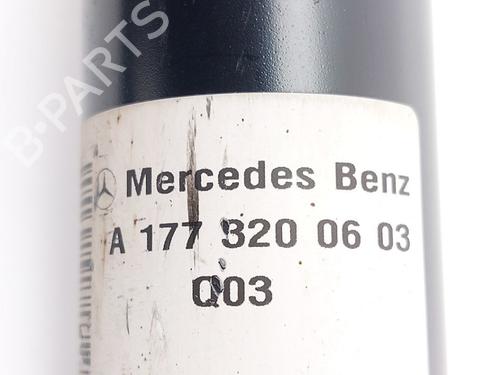 B-PARTS
Mercedes Benz
A 177 320 06 03
Q03